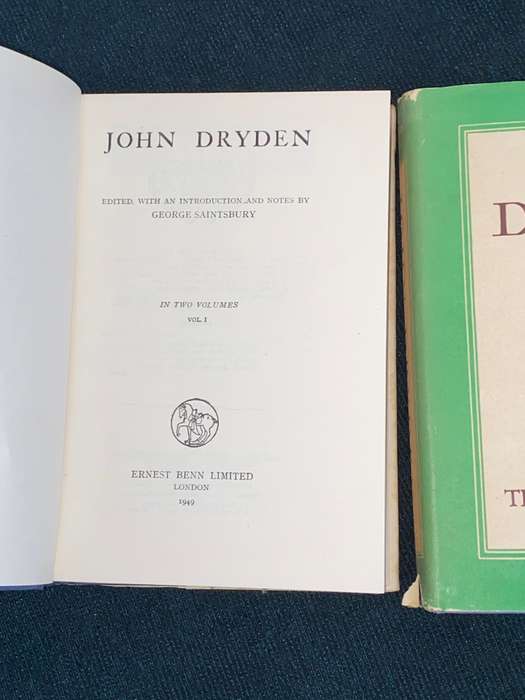 JOHN DRYDEN
EDITED, WITH AN INTRODUCTION AND NOTES BY
GEORGE SAINTSBURY
IN TWO VOLUMES
VOL. I
ERNEST BENN LIMITED
LONDON
1949
D
TH